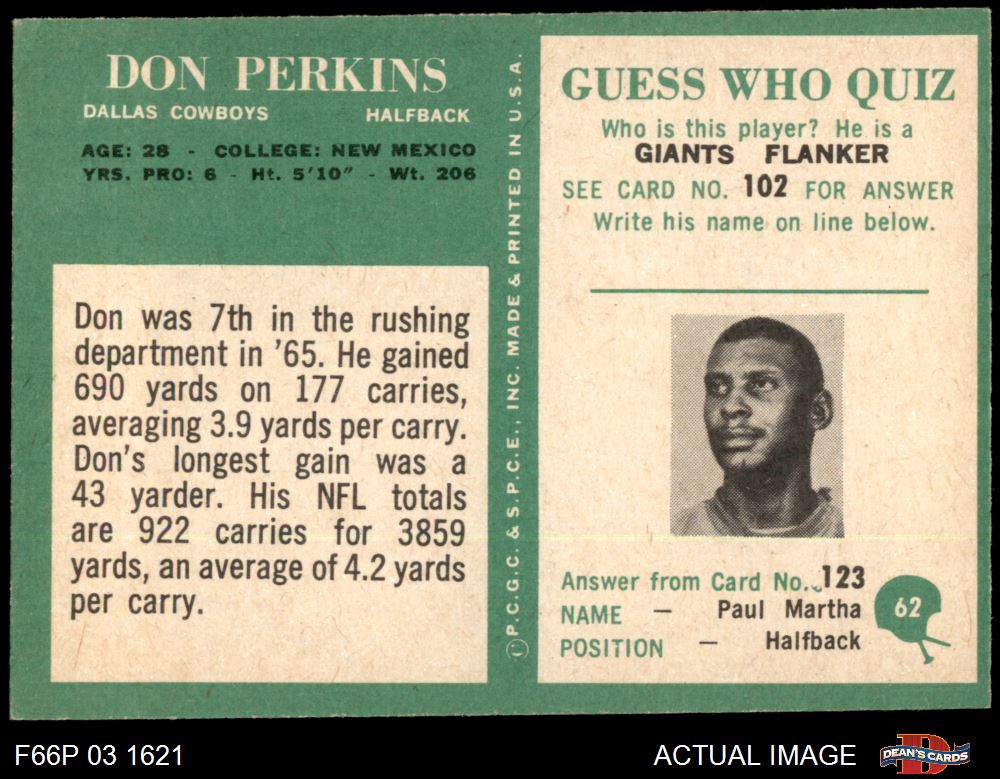 DON PERKINS
DALLAS COWBOYS HALFBACK
AGE: 28 - COLLEGE: NEW MEXICO
YRS. PRO: 6 - Ht. 5'10" - Wt. 206
Don was 7th in the rushing
department in '65. He gained
690 yards on 177 carries,
averaging 3.9 yards per carry.
Don's longest gain was a
43 yarder. His NFL totals
are 922 carries for 3859
yards, an average of 4.2 yards
per carry.
© P.C.G.C. & S.P.C.E., INC. MADE & PRINTED IN U.S.A.
GUESS WHO QUIZ
Who is this player? He is a
GIANTS FLANKER
SEE CARD NO. 102 FOR ANSWER
Write his name on line below.
Answer from Card No. 123
NAME — Paul Martha
POSITION — Halfback
62
F66P 03 1621
ACTUAL IMAGE
DEAN'S CARDS